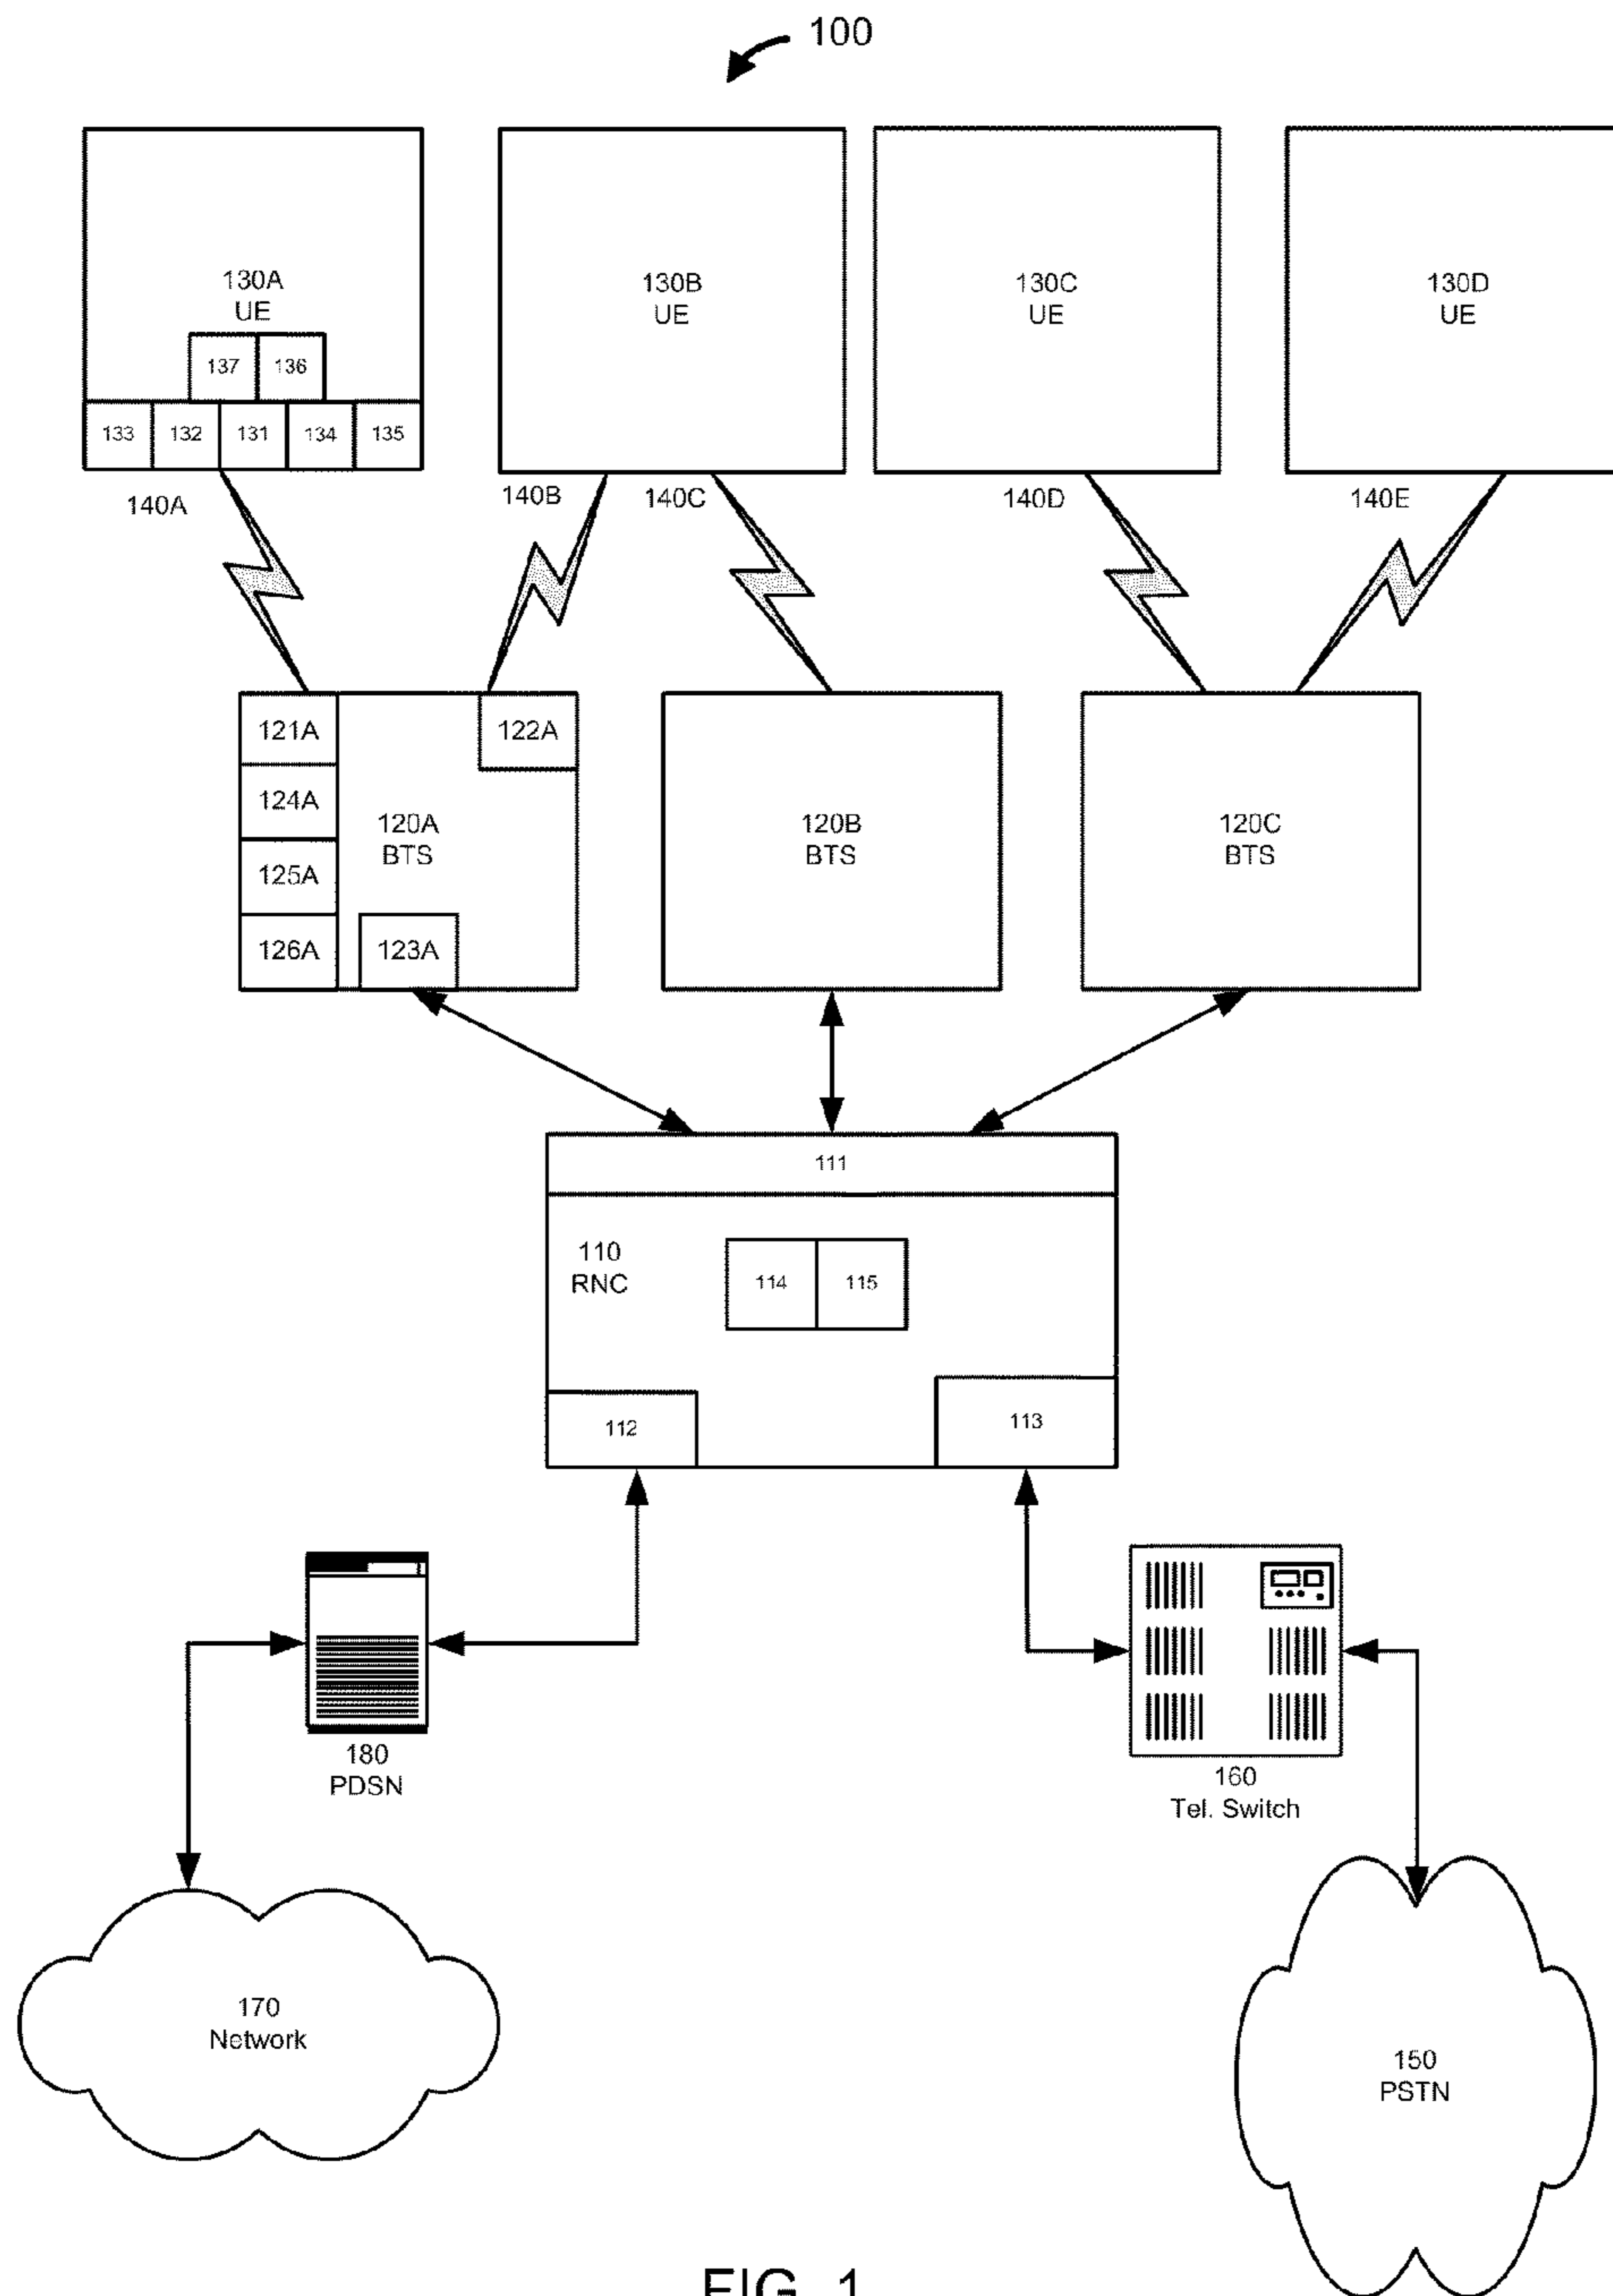 100
130A
UE
137 136
133 132 131 134 135
130B
UE
130C
UE
130D
UE
140A
140B
140C
140D
140E
121A
124A
125A
126A
122A
123A
120A
BTS
120B
BTS
120C
BTS
111
110
RNC
114 115
112
113
180
PDSN
160
Tel. Switch
170
Network
150
PSTN
FIG. 1